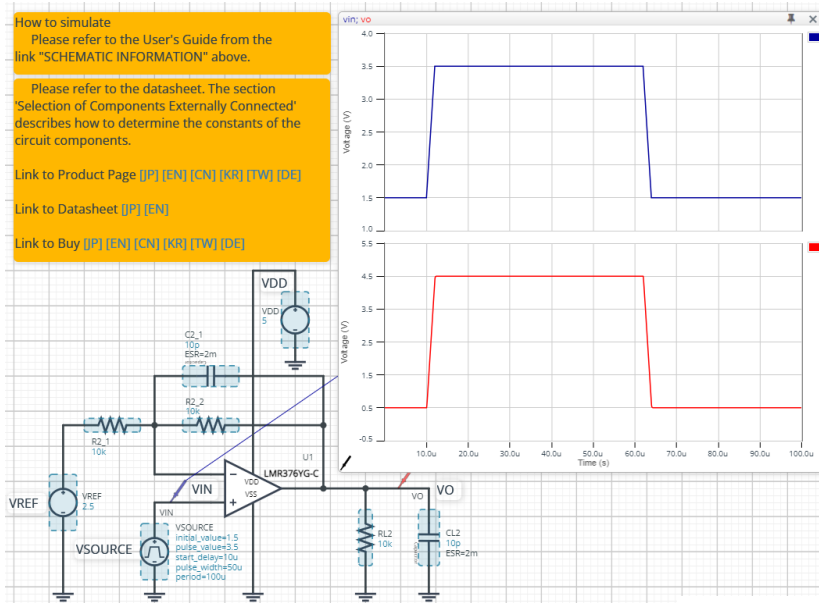 How to simulate
Please refer to the User's Guide from the
link "SCHEMATIC INFORMATION" above.
Please refer to the datasheet. The section
'Selection of Components Externally Connected'
describes how to determine the constants of the
circuit components.
Link to Product Page [JP] [EN] [CN] [KR] [TW] [DE]
Link to Datasheet [JP] [EN]
Link to Buy [JP] [EN] [CN] [KR] [TW] [DE]
vin; vo
4.0
3.5
3.0
2.5
2.0
1.5
1.0
Voltage (V)
5.5
4.5
3.5
2.5
1.5
0.5
-0.5
Voltage (V)
10.0u 20.0u 30.0u 40.0u 50.0u 60.0u 70.0u 80.0u 90.0u 100.0u
Time (s)
VDD
VDD
5
C2_1
10p
ESR=2m
R2_2
10k
R2_1
10k
U1
LMR376YG-C
VDD
VSS
VREF
VREF
2.5
VIN
VIN
VSOURCE
VSOURCE
initial_value=1.5
pulse_value=3.5
start_delay=10u
pulse_width=50u
period=100u
VO
VO
RL2
10k
CL2
10p
ESR=2m